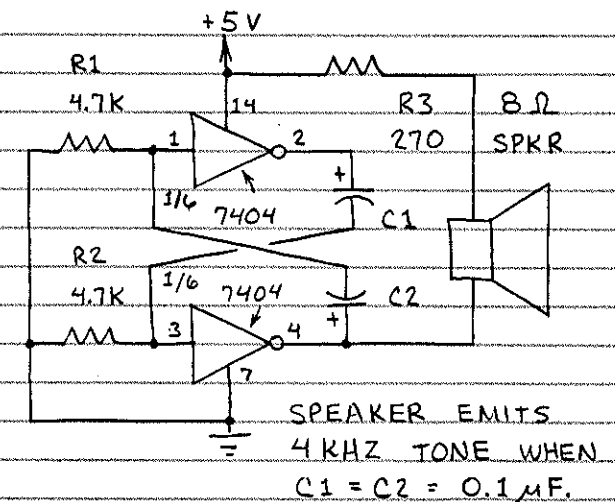 +5V
R1
4.7K
14
R3
270
8 Ω
SPKR
1
2
+
1/6
7404
C1
R2
4.7K
1/6
7404
C2
+
3
4
7
SPEAKER EMITS
4 KHZ TONE WHEN
C1 = C2 = 0.1 μF.